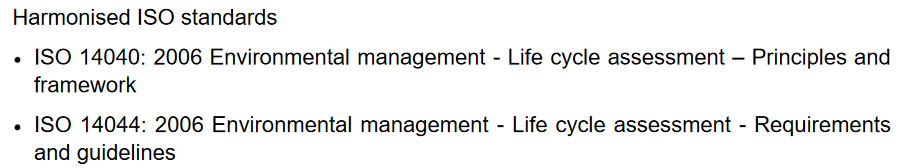 Harmonised ISO standards
• ISO 14040: 2006 Environmental management - Life cycle assessment – Principles and
framework
• ISO 14044: 2006 Environmental management - Life cycle assessment - Requirements
and guidelines